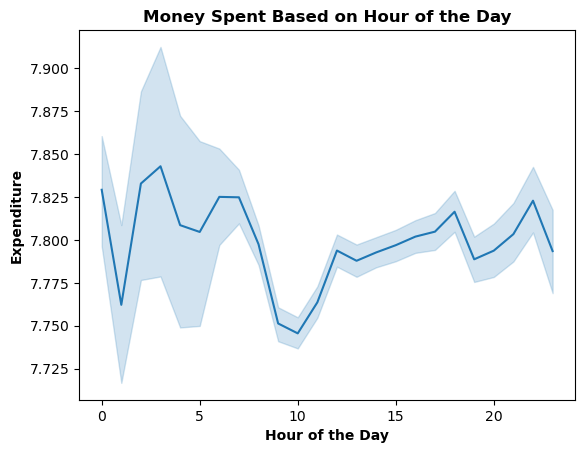 Money Spent Based on Hour of the Day
7.900
7.875
7.850
7.825
7.800
7.775
7.750
7.725
Expenditure
0 5 10 15 20
Hour of the Day